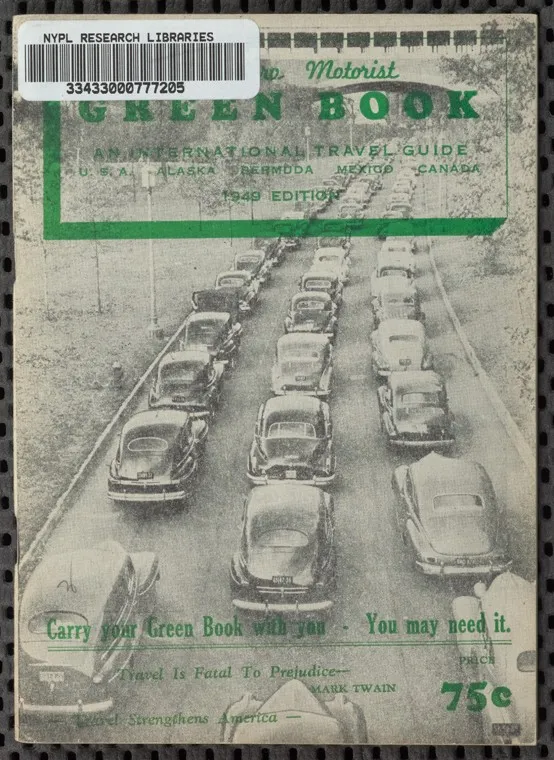 NYPL RESEARCH LIBRARIES
33433000777205
Motorist
GREEN BOOK
AN INTERNATIONAL TRAVEL GUIDE
U. S. A. ALASKA BERMUDA MEXICO CANADA
1949 EDITION
Carry your Green Book with you - You may need it.
Travel Is Fatal To Prejudice—
MARK TWAIN
PRICE
75c
— Travel Strengthens America —